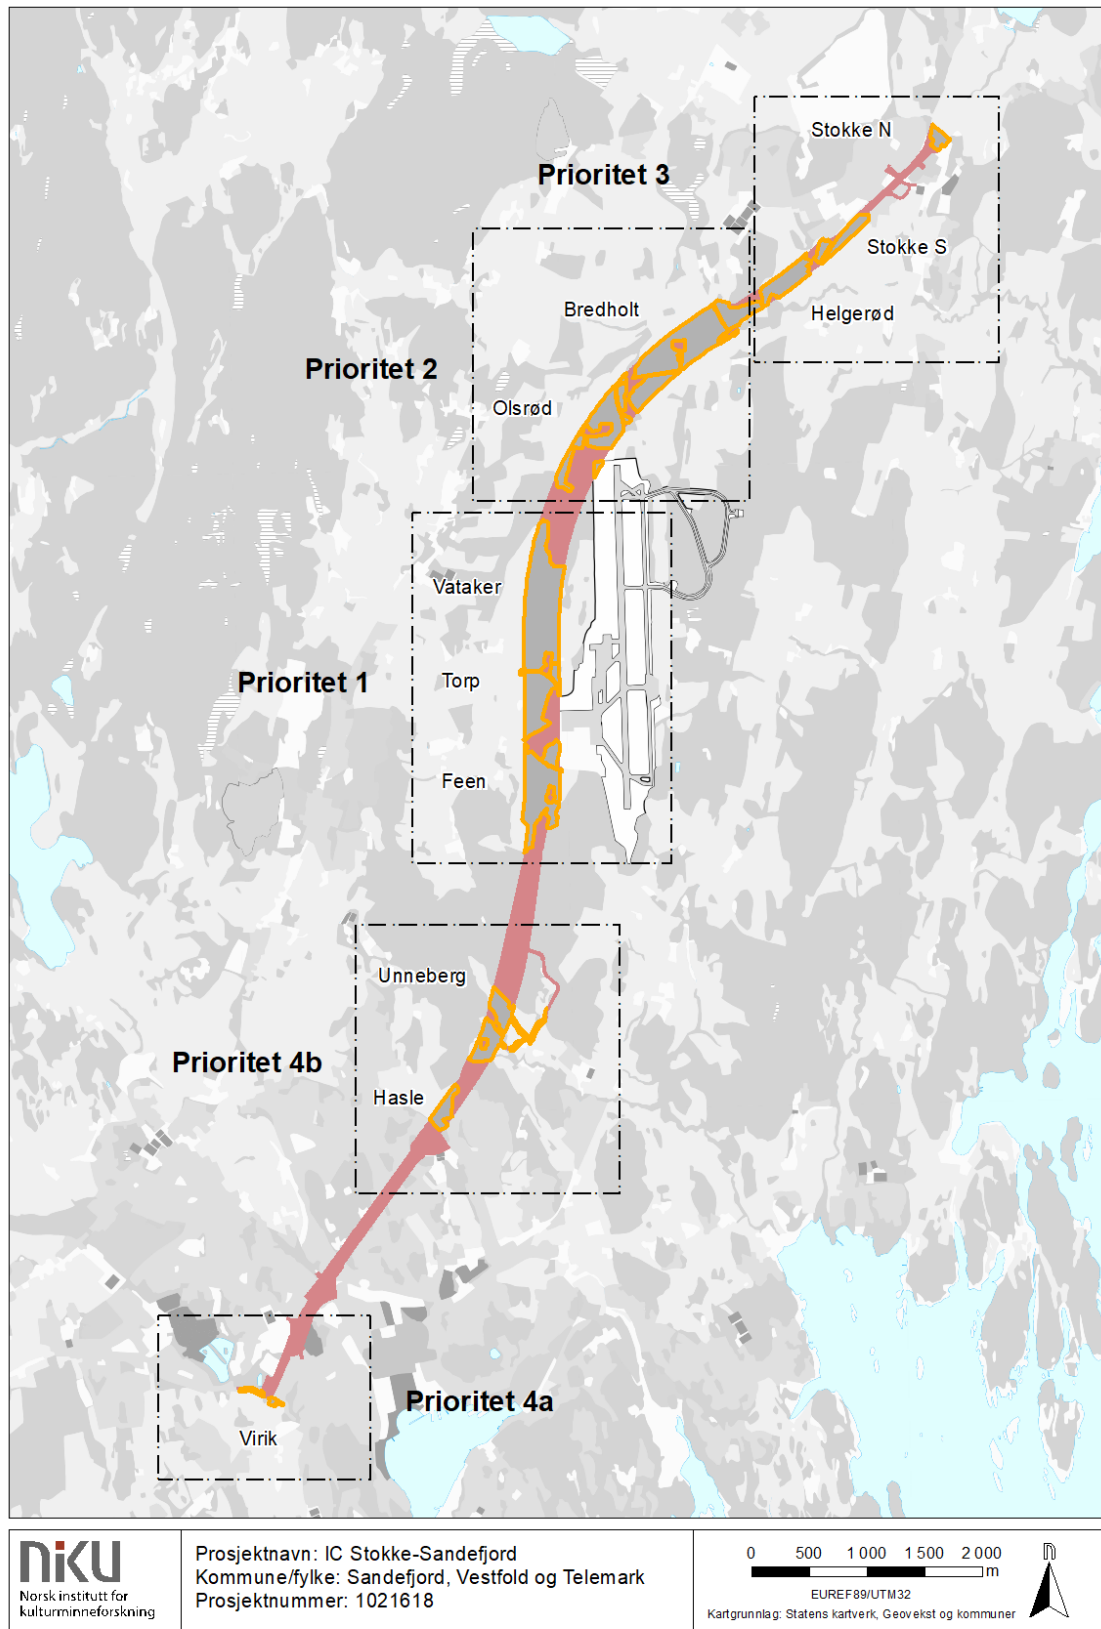 Stokke N
Prioritet 3
Stokke S
Bredholt
Helgerød
Prioritet 2
Olsrød
Vataker
Torp
Prioritet 1
Feen
Unneberg
Prioritet 4b
Hasle
Prioritet 4a
Virik
NIKU
Norsk institutt for
kulturminneforskning
Prosjektnavn: IC Stokke-Sandefjord
Kommune/fylke: Sandefjord, Vestfold og Telemark
Prosjektnummer: 1021618
0 500 1 000 1 500 2 000
m
EUREF89/UTM32
Kartgrunnlag: Statens kartverk, Geovekst og kommuner
n